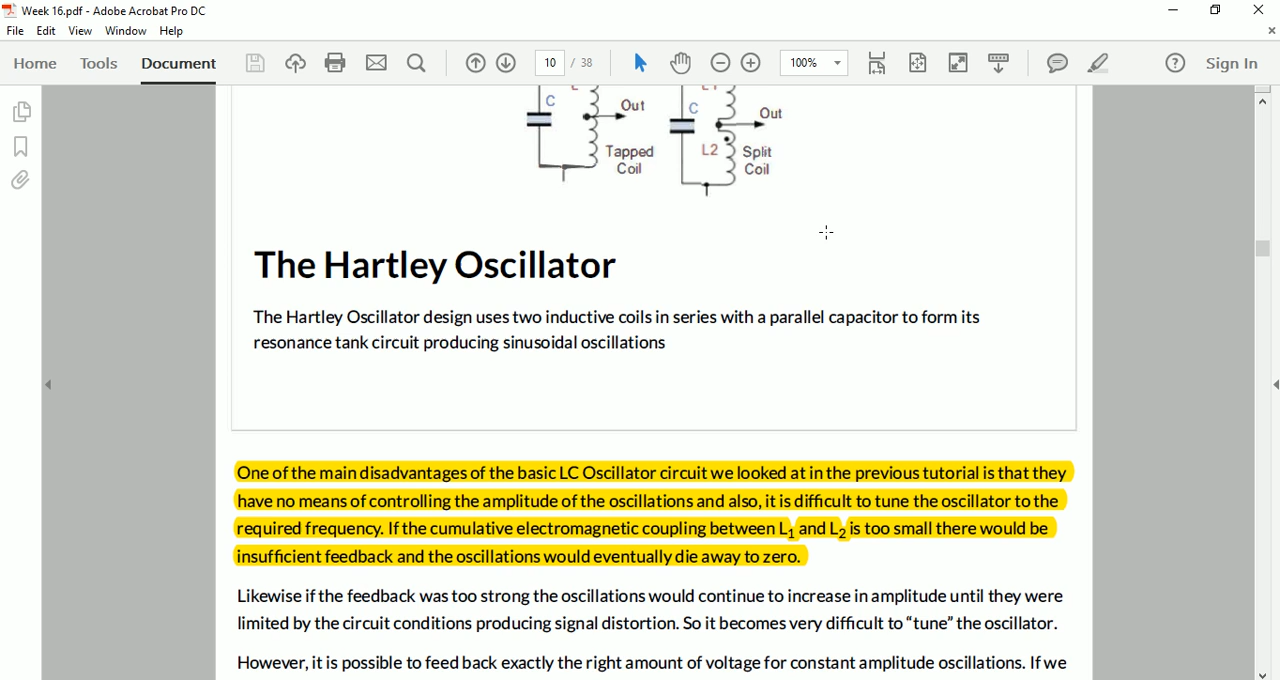 Week 16.pdf - Adobe Acrobat Pro DC
File Edit View Window Help
Home Tools Document 10 / 38 100% Sign In
C Out C Out
Tapped Coil L2 Split Coil
The Hartley Oscillator
The Hartley Oscillator design uses two inductive coils in series with a parallel capacitor to form its
resonance tank circuit producing sinusoidal oscillations
One of the main disadvantages of the basic LC Oscillator circuit we looked at in the previous tutorial is that they
have no means of controlling the amplitude of the oscillations and also, it is difficult to tune the oscillator to the
required frequency. If the cumulative electromagnetic coupling between L1 and L2 is too small there would be
insufficient feedback and the oscillations would eventually die away to zero.
Likewise if the feedback was too strong the oscillations would continue to increase in amplitude until they were
limited by the circuit conditions producing signal distortion. So it becomes very difficult to “tune” the oscillator.
However, it is possible to feed back exactly the right amount of voltage for constant amplitude oscillations. If we